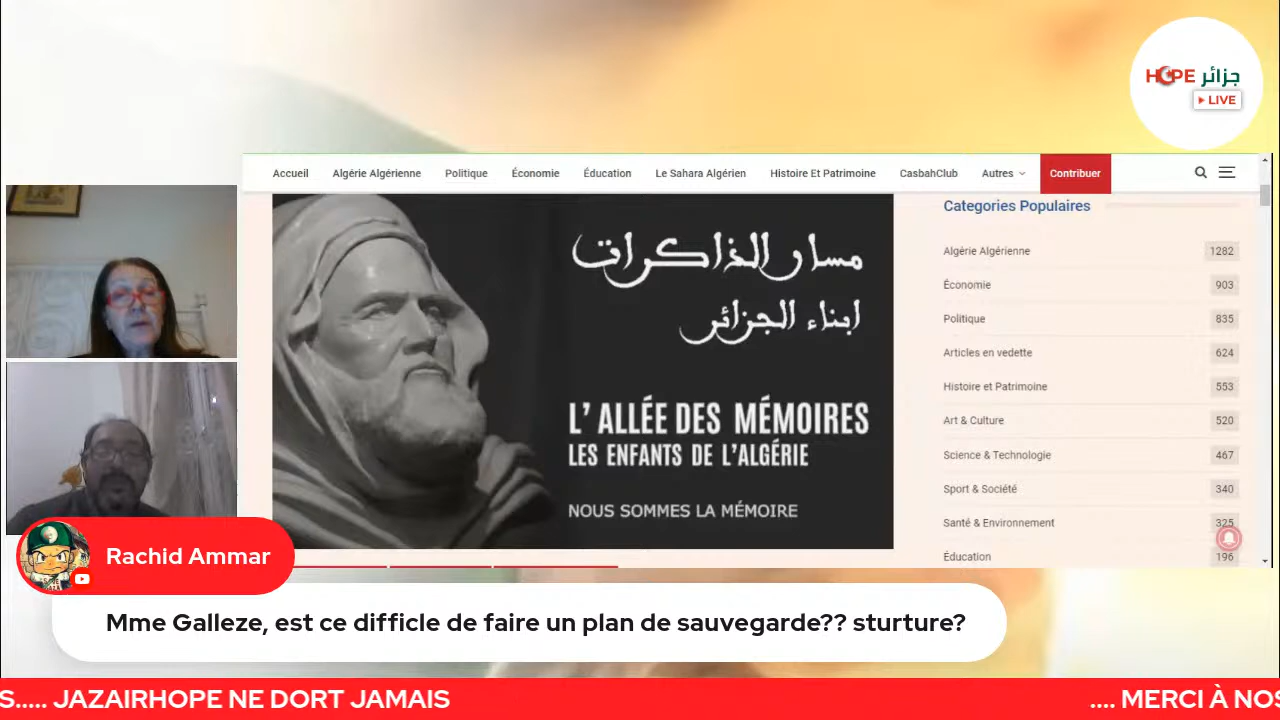 HOPE جزائر
LIVE
Accueil
Algérie Algérienne
Politique
Économie
Éducation
Le Sahara Algérien
Histoire Et Patrimoine
CasbahClub
Autres
Contribuer
مسار الذاكرات
ابناء الجزائر
L' ALLÉE DES MÉMOIRES
LES ENFANTS DE L'ALGÉRIE
NOUS SOMMES LA MÉMOIRE
Categories Populaires
Algérie Algérienne 1282
Économie 903
Politique 835
Articles en vedette 624
Histoire et Patrimoine 553
Art & Culture 520
Science & Technologie 467
Sport & Société 340
Santé & Environnement 325
Éducation 196
Rachid Ammar
Mme Galleze, est ce difficle de faire un plan de sauvegarde?? sturture?
S..... JAZAIRHOPE NE DORT JAMAIS
.... MERCI À NOS